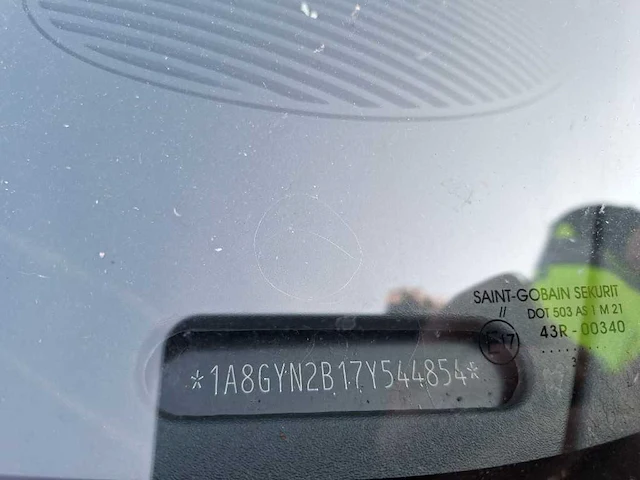 SAINT-GOBAIN SEKURIT
// DOT 503 AS 1 M 21
E17 43R - 00340
*1A8GYN2B17Y544854*